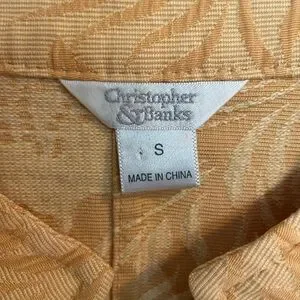 Christopher
& Banks
S
MADE IN CHINA